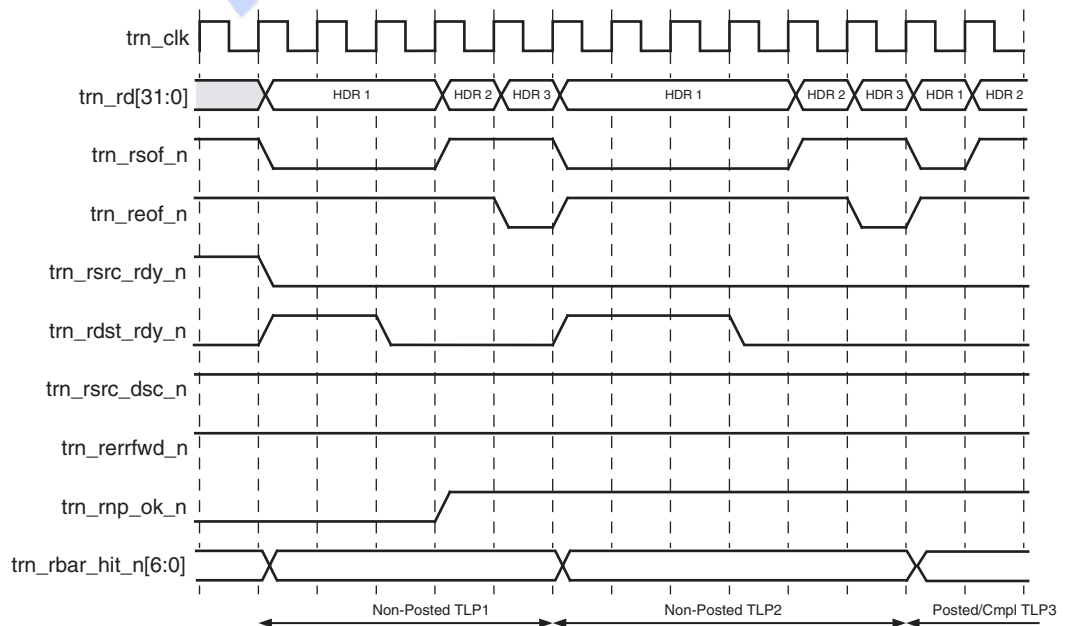 trn_clk
trn_rd[31:0]
HDR 1
HDR 2
HDR 3
HDR 1
HDR 2
HDR 3
HDR 1
HDR 2
trn_rsof_n
trn_reof_n
trn_rsrc_rdy_n
trn_rdst_rdy_n
trn_rsrc_dsc_n
trn_rerrfwd_n
trn_rnp_ok_n
trn_rbar_hit_n[6:0]
Non-Posted TLP1
Non-Posted TLP2
Posted/Cmpl TLP3